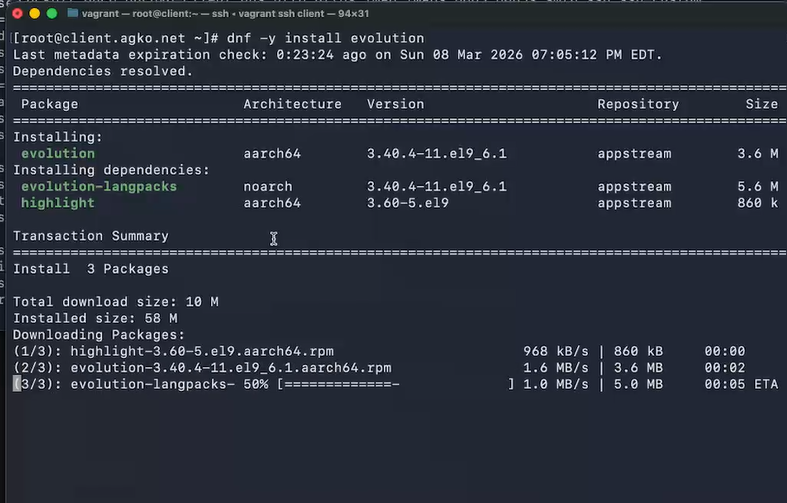 vagrant — root@client:~ — ssh • vagrant ssh client — 94×31
[root@client.agko.net ~]# dnf -y install evolution
Last metadata expiration check: 0:23:24 ago on Sun 08 Mar 2026 07:05:12 PM EDT.
Dependencies resolved.
================================================================================
Package Architecture Version Repository Size
================================================================================
Installing:
evolution aarch64 3.40.4-11.el9_6.1 appstream 3.6 M
Installing dependencies:
evolution-langpacks noarch 3.40.4-11.el9_6.1 appstream 5.6 M
highlight aarch64 3.60-5.el9 appstream 860 k
Transaction Summary
================================================================================
Install 3 Packages
Total download size: 10 M
Installed size: 58 M
Downloading Packages:
(1/3): highlight-3.60-5.el9.aarch64.rpm 968 kB/s | 860 kB 00:00
(2/3): evolution-3.40.4-11.el9_6.1.aarch64.rpm 1.6 MB/s | 3.6 MB 00:02
(3/3): evolution-langpacks- 50% [=============- ] 1.0 MB/s | 5.0 MB 00:05 ETA